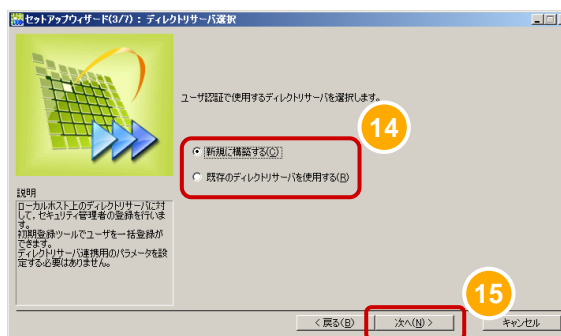 セットアップウィザード(3/7)：ディレクトリサーバ選択
ユーザ認証で使用するディレクトリサーバを選択します。
14
新規に構築する(C)
既存のディレクトリサーバを使用する(R)
説明
ローカルホスト上のディレクトリサーバに対
して、セキュリティ管理者の登録を行いま
す。
初期登録ツールでユーザを一括登録が
できます。
ディレクトリサーバ連携用のパラメータを設
定する必要はありません。
15
< 戻る(B)
次へ(N) >
キャンセル